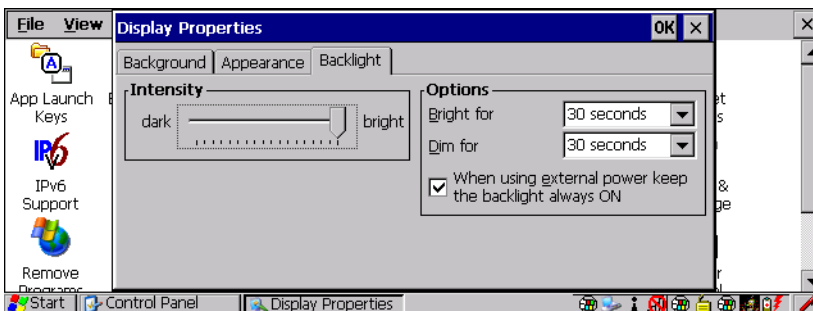 File View
Display Properties OK
Background Appearance Backlight
Intensity
dark bright
Options
Bright for 30 seconds
Dim for 30 seconds
When using external power keep
the backlight always ON
App Launch
Keys
IPv6
IPv6
Support
&
Remove
Programs
Start Control Panel Display Properties